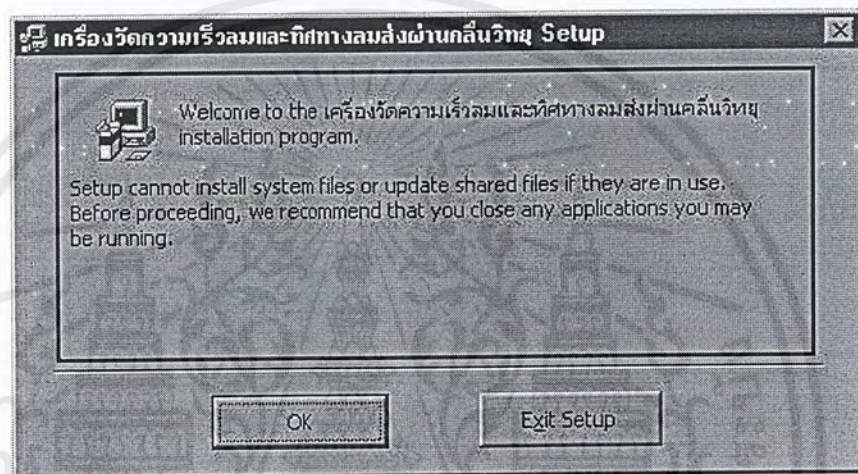 เครื่องวัดความเร็วลมและทิศทางลมส่งผ่านคลื่นวิทยุ Setup
Welcome to the เครื่องวัดความเร็วลมและทิศทางลมส่งผ่านคลื่นวิทยุ
installation program.
Setup cannot install system files or update shared files if they are in use.
Before proceeding, we recommend that you close any applications you may
be running.
OK
Exit Setup